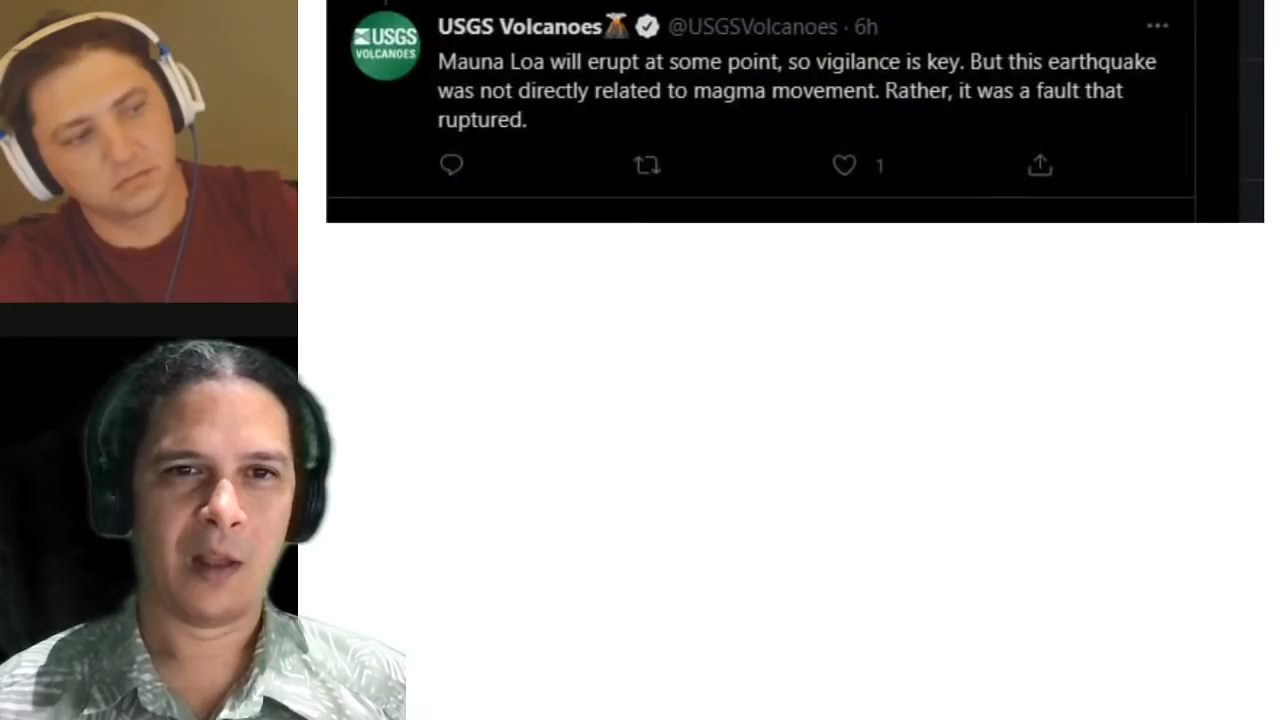 USGS Volcanoes🌋 @USGSVolcanoes · 6h
USGS
VOLCANOES
Mauna Loa will erupt at some point, so vigilance is key. But this earthquake
was not directly related to magma movement. Rather, it was a fault that
ruptured.
1